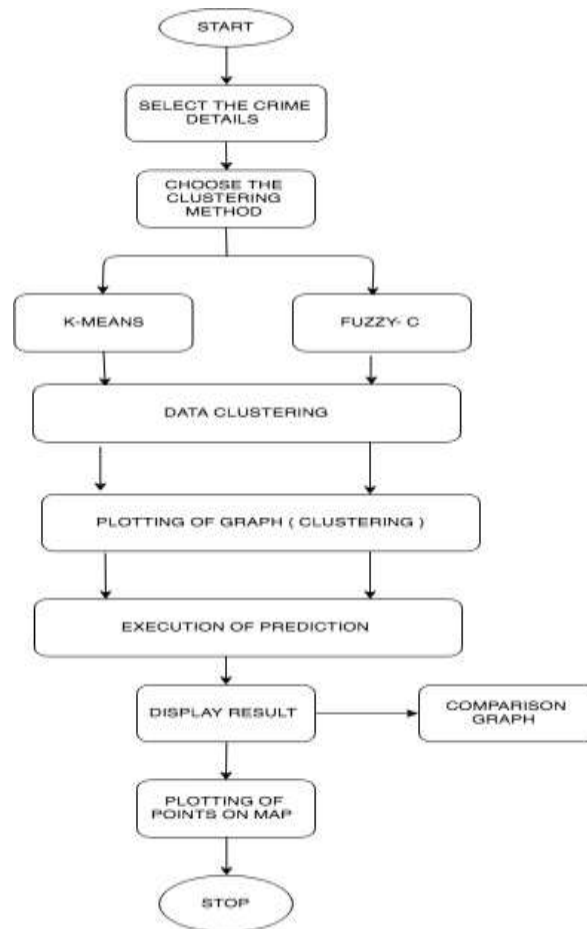 START
SELECT THE CRIME
DETAILS
CHOOSE THE
CLUSTERING
METHOD
K-MEANS
FUZZY- C
DATA CLUSTERING
PLOTTING OF GRAPH ( CLUSTERING )
EXECUTION OF PREDICTION
DISPLAY RESULT
COMPARISON
GRAPH
PLOTTING OF
POINTS ON MAP
STOP